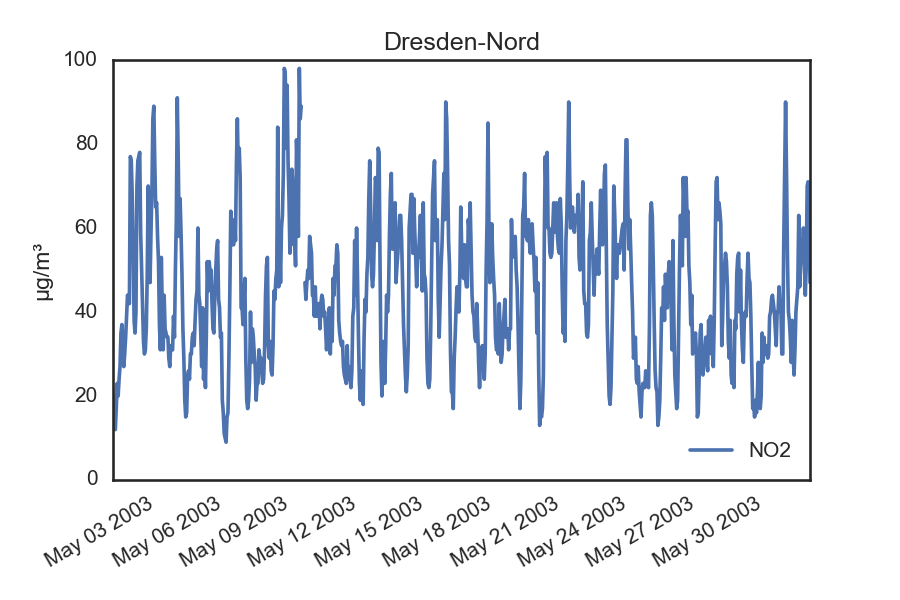 Dresden-Nord
100
80
60
40
20
0
µg/m³
NO2
May 03 2003
May 06 2003
May 09 2003
May 12 2003
May 15 2003
May 18 2003
May 21 2003
May 24 2003
May 27 2003
May 30 2003